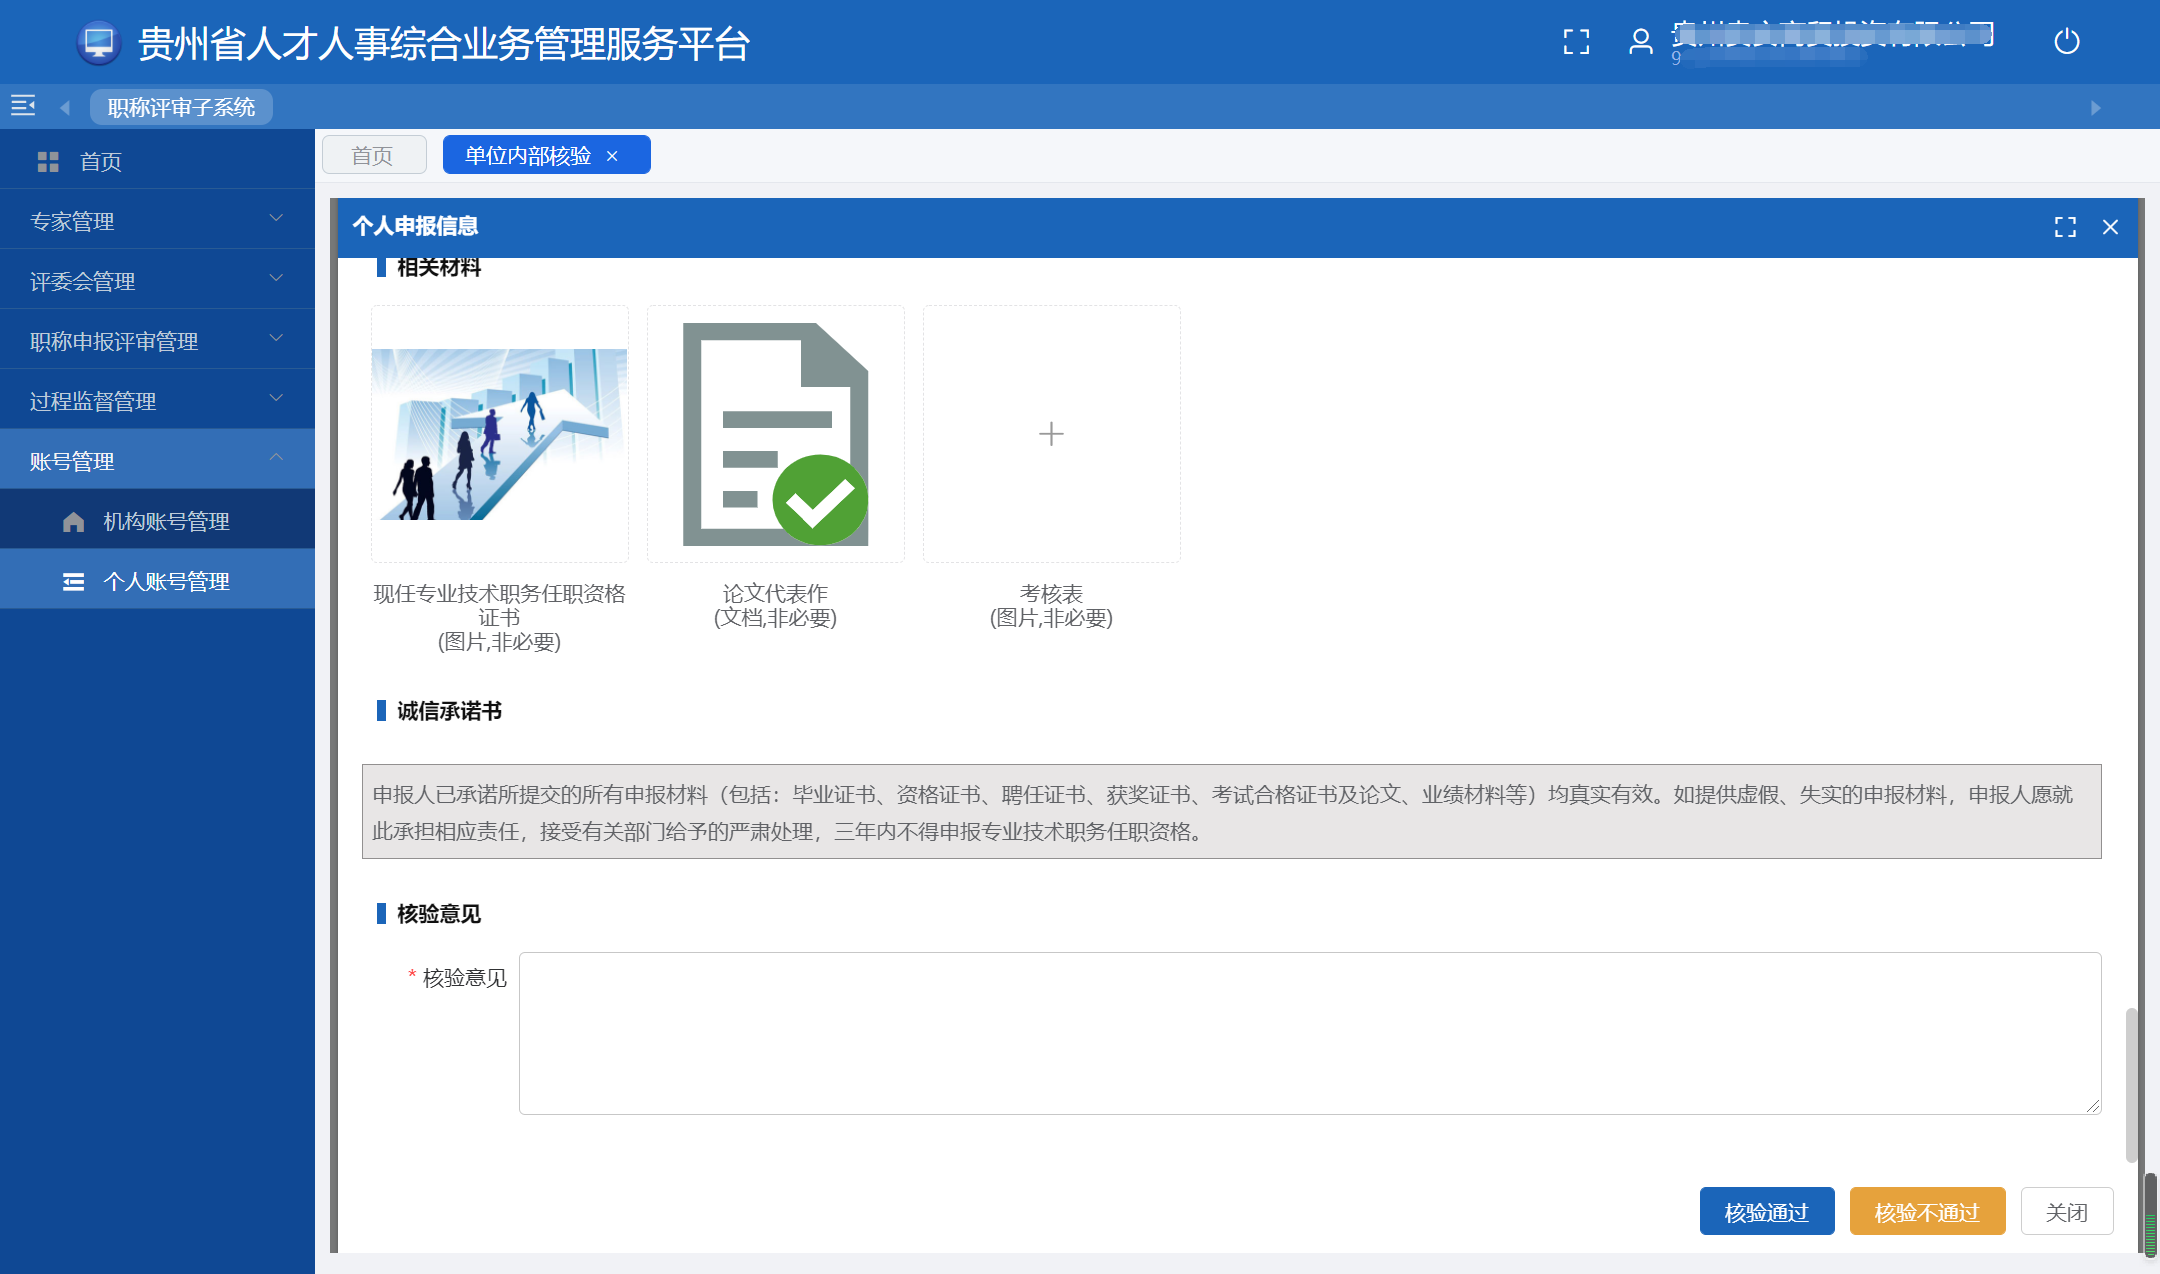 贵州省人才人事综合业务管理服务平台
9
职称评审子系统
首页
专家管理
评委会管理
职称申报评审管理
过程监督管理
账号管理
机构账号管理
个人账号管理
首页
单位内部核验 ×
个人申报信息
相关材料
现任专业技术职务任职资格
证书
(图片,非必要)
论文代表作
(文档,非必要)
考核表
(图片,非必要)
诚信承诺书
申报人已承诺所提交的所有申报材料（包括：毕业证书、资格证书、聘任证书、获奖证书、考试合格证书及论文、业绩材料等）均真实有效。如提供虚假、失实的申报材料，申报人愿就
此承担相应责任，接受有关部门给予的严肃处理，三年内不得申报专业技术职务任职资格。
核验意见
* 核验意见
核验通过
核验不通过
关闭